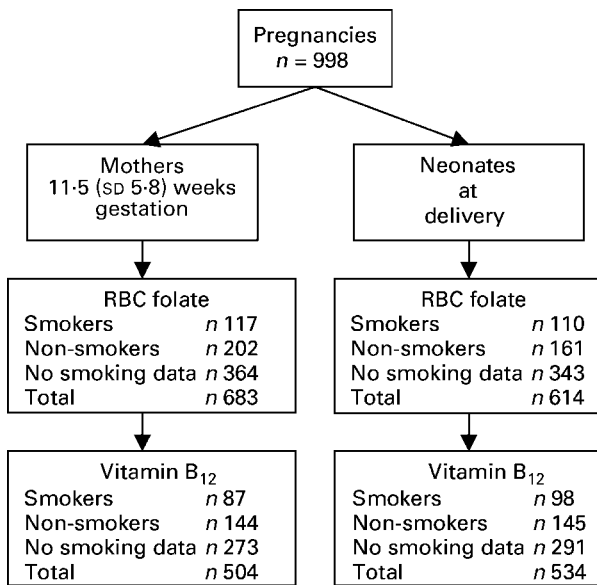 Pregnancies
n = 998
Mothers
11·5 (SD 5·8) weeks
gestation
Neonates
at
delivery
RBC folate
Smokers n 117
Non-smokers n 202
No smoking data n 364
Total n 683
RBC folate
Smokers n 110
Non-smokers n 161
No smoking data n 343
Total n 614
Vitamin B12
Smokers n 87
Non-smokers n 144
No smoking data n 273
Total n 504
Vitamin B12
Smokers n 98
Non-smokers n 145
No smoking data n 291
Total n 534